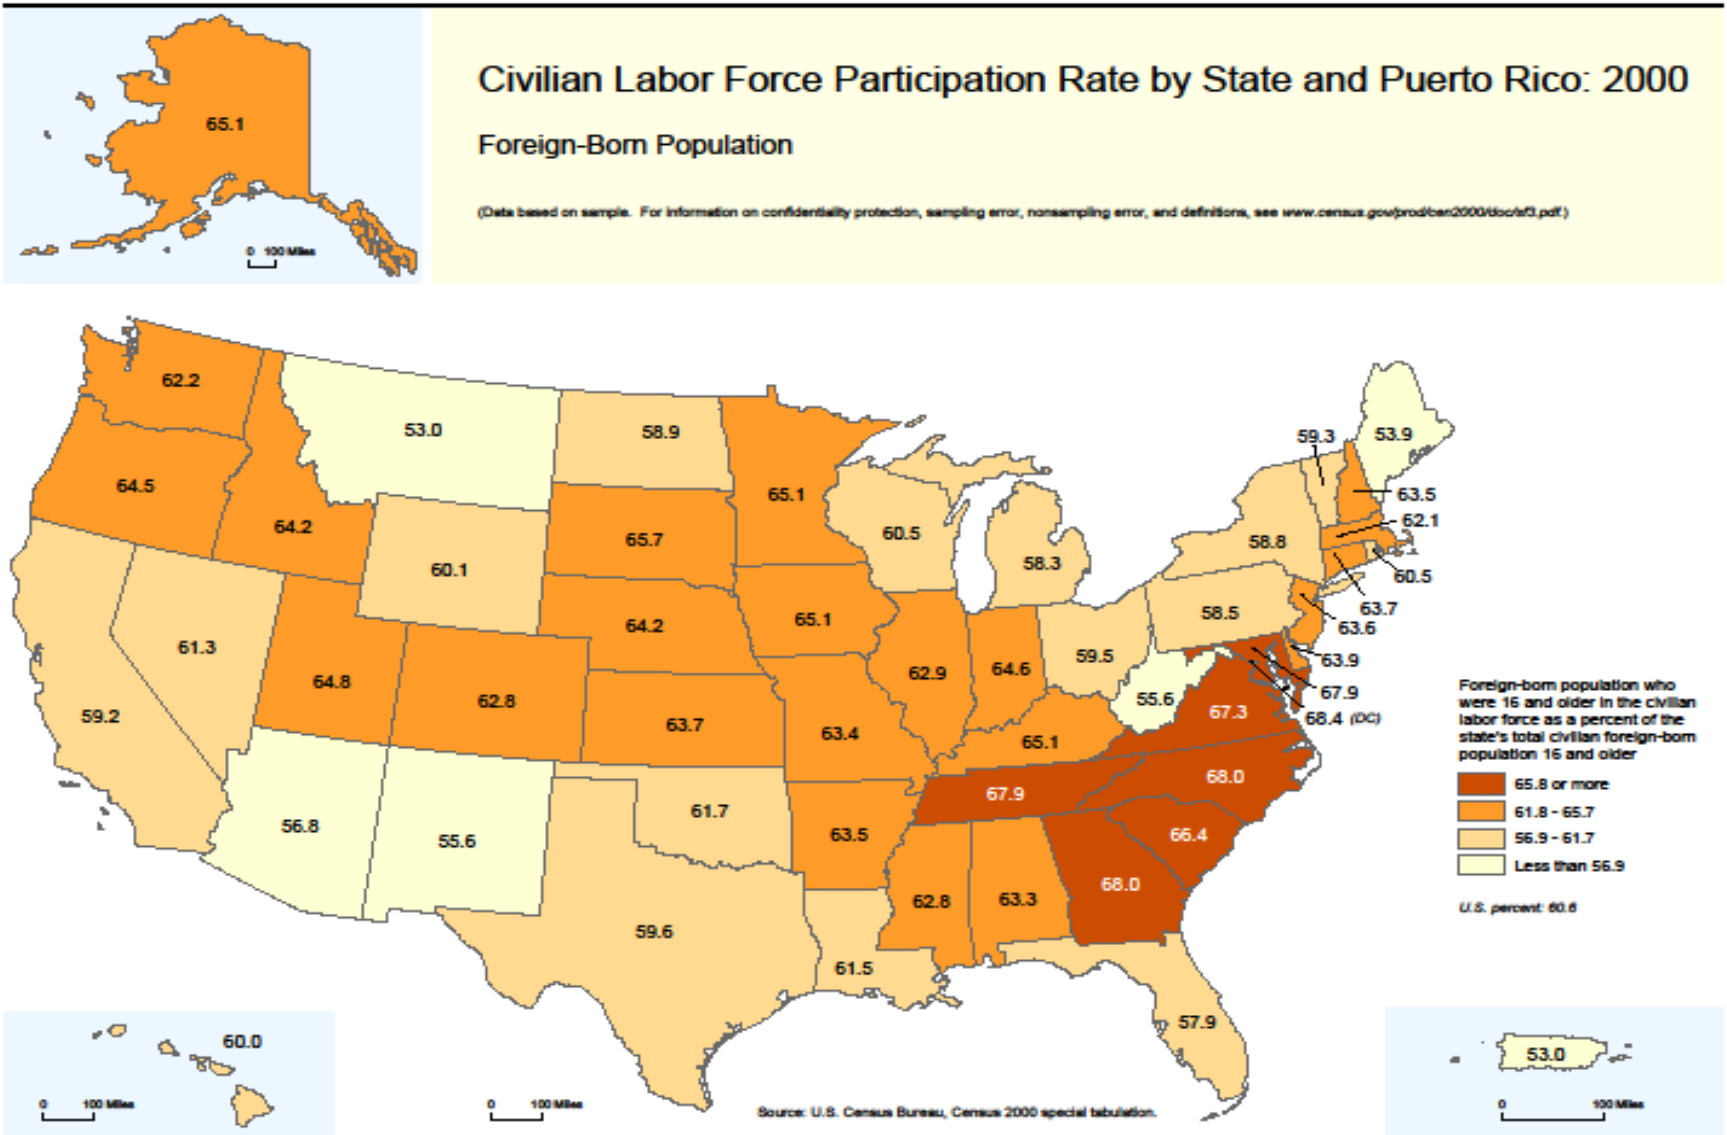 Civilian Labor Force Participation Rate by State and Puerto Rico: 2000
Foreign-Born Population
(Data based on sample. For information on confidentiality protection, sampling error, nonsampling error, and definitions, see www.census.gov/prod/cen2000/doc/sf3.pdf.)
65.1
0 100 Miles
62.2
53.0
58.9
59.3
53.9
64.5
65.1
63.5
64.2
62.1
65.7
60.5
58.8
60.1
58.3
60.5
63.7
64.2
65.1
58.5
63.6
61.3
59.5
63.9
64.8
62.9
64.6
67.9
62.8
55.6
59.2
67.3
68.4 (DC)
63.7
63.4
65.1
68.0
67.9
61.7
56.8
55.6
63.5
66.4
68.0
62.8
63.3
59.6
61.5
57.9
Foreign-born population who
were 16 and older in the civilian
labor force as a percent of the
state's total civilian foreign-born
population 16 and older
65.8 or more
61.8 - 65.7
56.9 - 61.7
Less than 56.9
U.S. percent: 60.6
60.0
0 100 Miles
0 100 Miles
Source: U.S. Census Bureau, Census 2000 special tabulation.
53.0
0 100 Miles